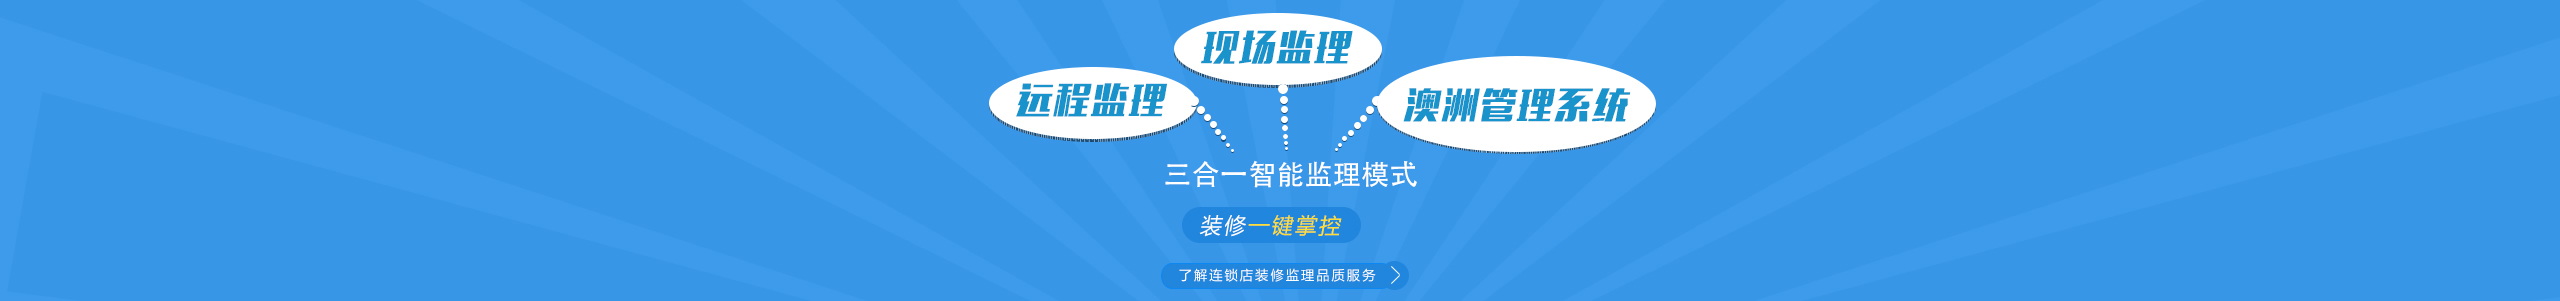 现场监理
远程监理
澳洲管理系统
三合一智能监理模式
装修一键掌控
了解连锁店装修监理品质服务